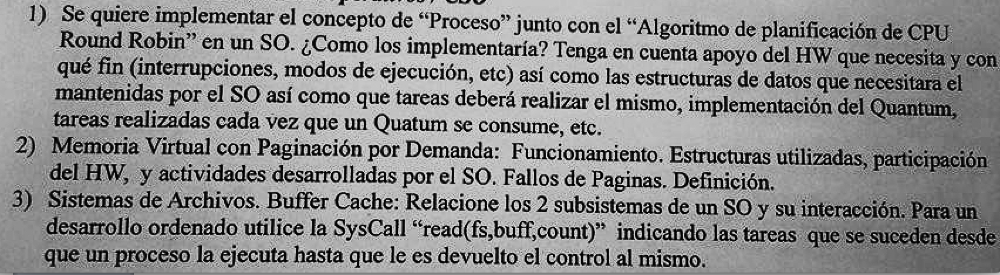 1) Se quiere implementar el concepto de “Proceso” junto con el “Algoritmo de planificación de CPU
Round Robin” en un SO. ¿Como los implementaría? Tenga en cuenta apoyo del HW que necesita y con
qué fin (interrupciones, modos de ejecución, etc) así como las estructuras de datos que necesitara el
mantenidas por el SO así como que tareas deberá realizar el mismo, implementación del Quantum,
tareas realizadas cada vez que un Quatum se consume, etc.
2) Memoria Virtual con Paginación por Demanda: Funcionamiento. Estructuras utilizadas, participación
del HW, y actividades desarrolladas por el SO. Fallos de Paginas. Definición.
3) Sistemas de Archivos. Buffer Cache: Relacione los 2 subsistemas de un SO y su interacción. Para un
desarrollo ordenado utilice la SysCall “read(fs,buff,count)” indicando las tareas que se suceden desde
que un proceso la ejecuta hasta que le es devuelto el control al mismo.